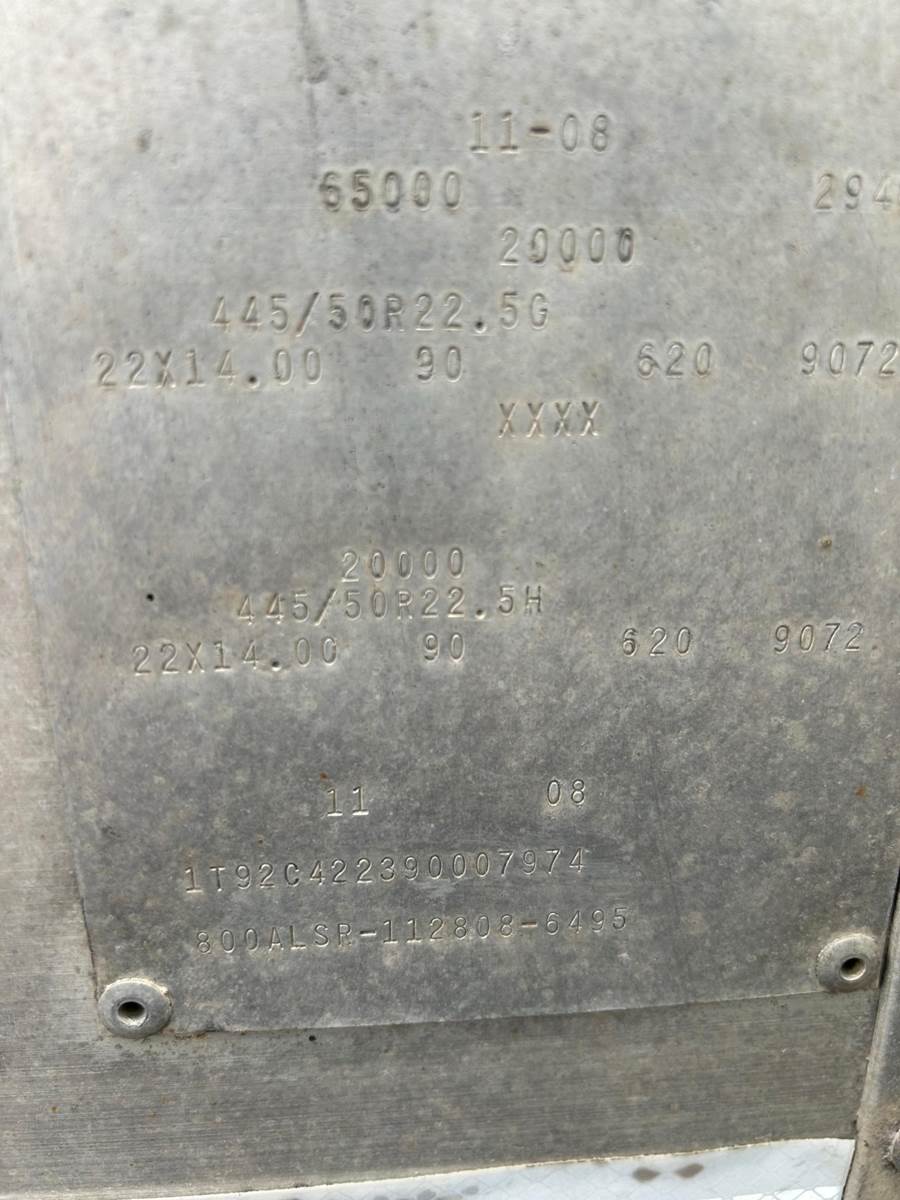 11-08
65000 294
20000
445/50R22.5G
22X14.00 90 620 9072
XXXX
20000
445/50R22.5H
22X14.00 90 620 9072
11 08
1T92C422390007974
800ALSR-112808-6495